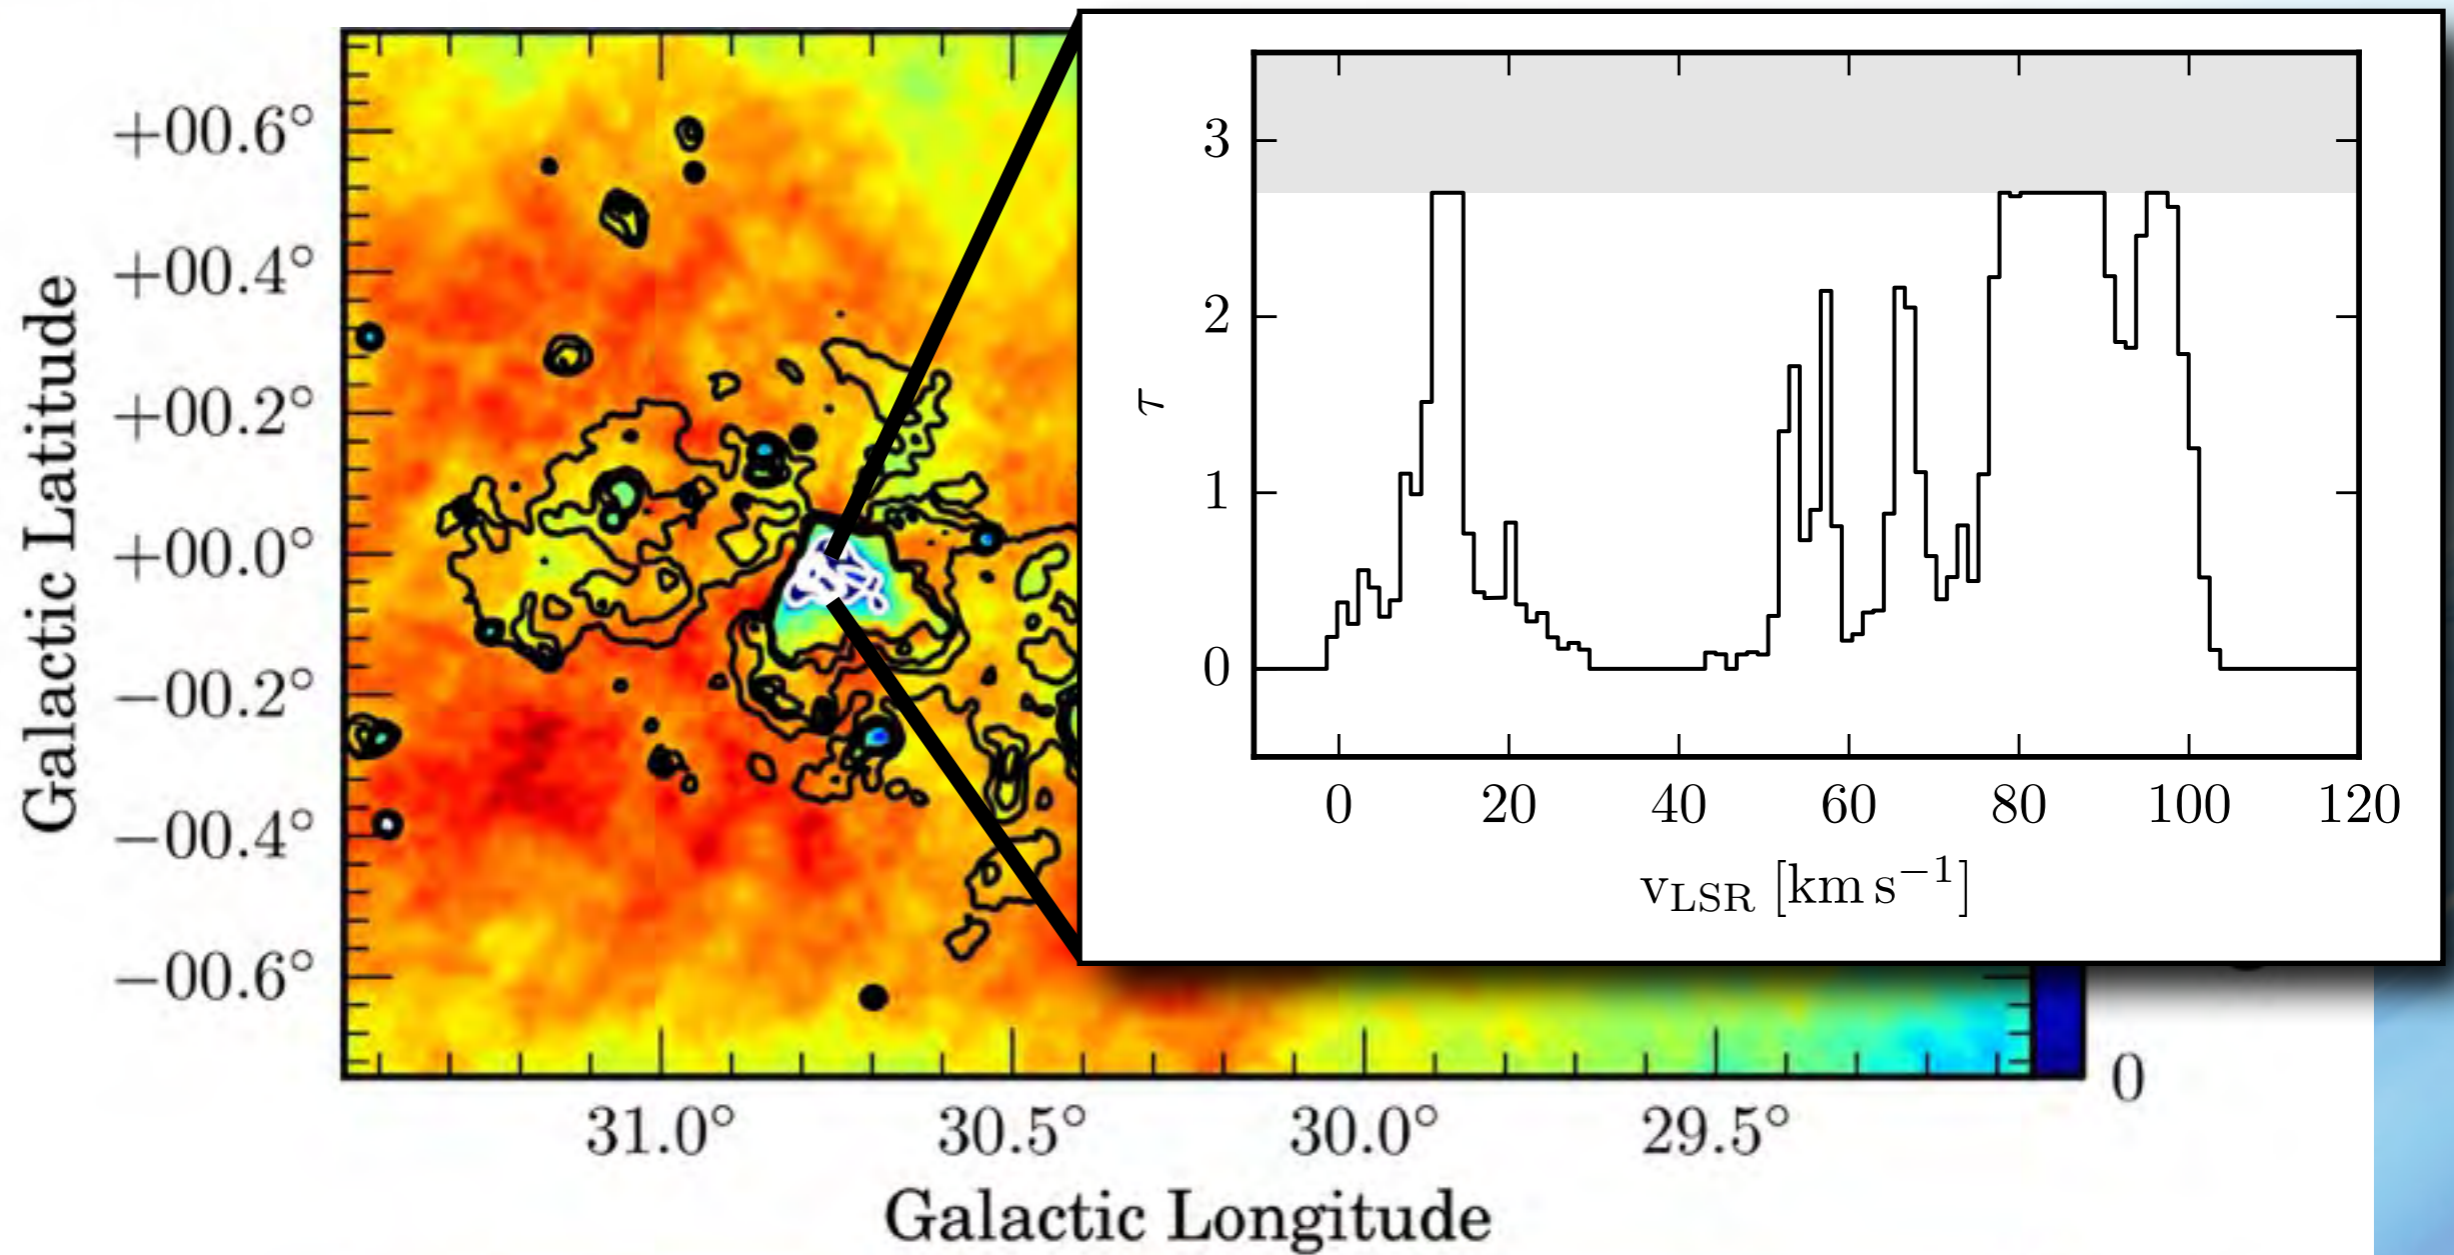 +00.6°
+00.4°
+00.2°
+00.0°
−00.2°
−00.4°
−00.6°
Galactic Latitude
31.0° 30.5° 30.0° 29.5°
Galactic Longitude
0
3
2
1
0
τ
0 20 40 60 80 100 120
v_LSR [km s⁻¹]